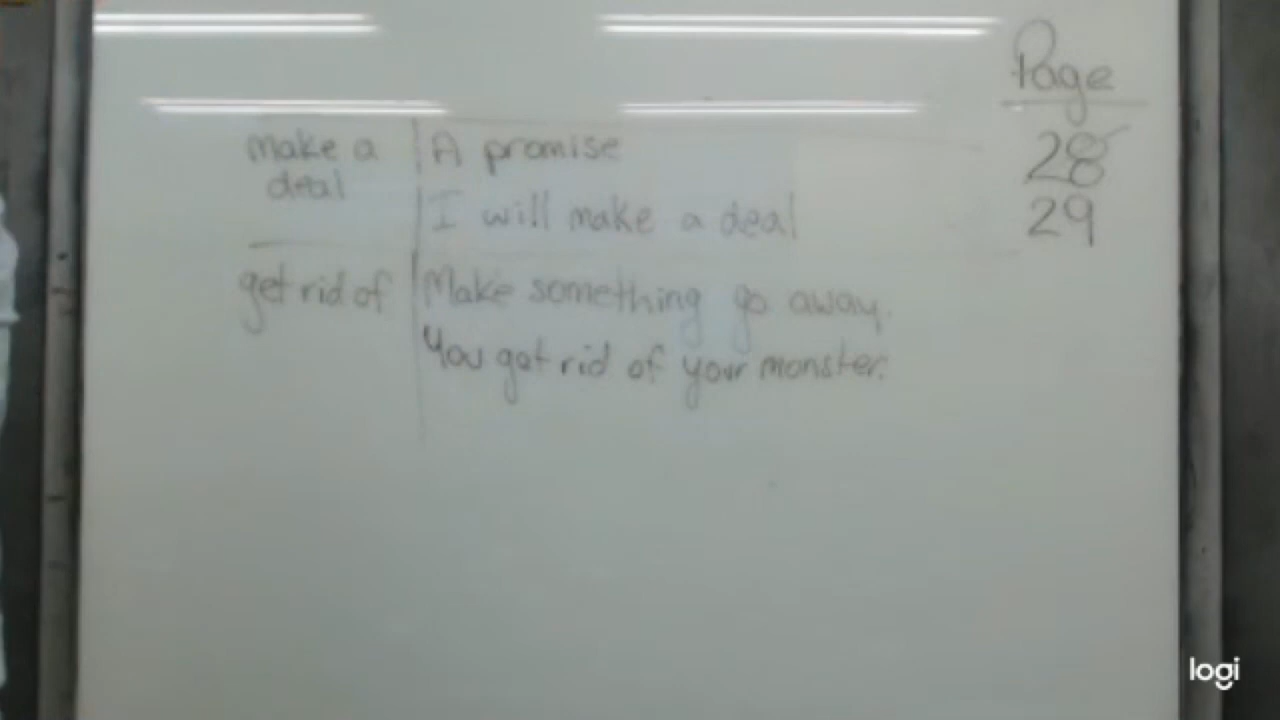 Page
28
29
make a
deal
A promise
I will make a deal
get rid of
Make something go away.
You got rid of your monster.
logi